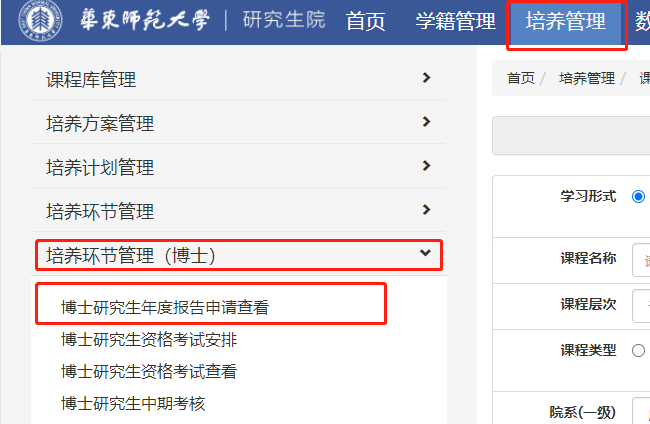 華東師範大學 | 研究生院 首页 学籍管理 培养管理
课程库管理
培养方案管理
培养计划管理
培养环节管理
培养环节管理（博士）
博士研究生年度报告申请查看
博士研究生资格考试安排
博士研究生资格考试查看
博士研究生中期考核
首页 / 培养管理 /
学习形式
课程名称
课程层次
课程类型
院系(一级)